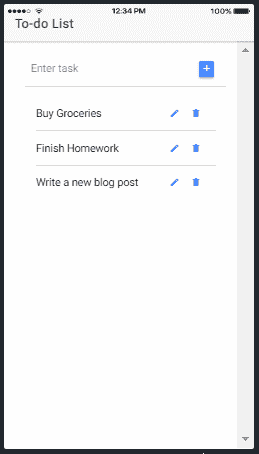 12:34 PM
100%
To-do List
Enter task
+
Buy Groceries
Finish Homework
Write a new blog post